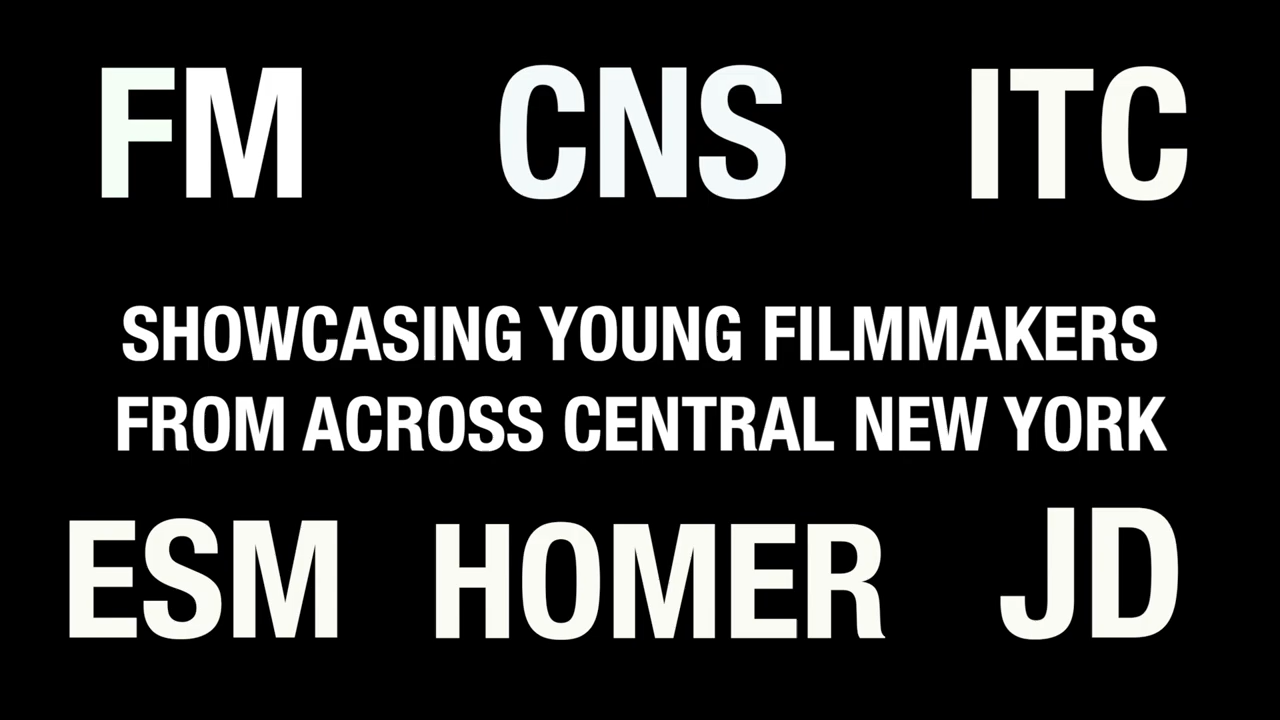 FM CNS ITC
SHOWCASING YOUNG FILMMAKERS
FROM ACROSS CENTRAL NEW YORK
ESM HOMER JD